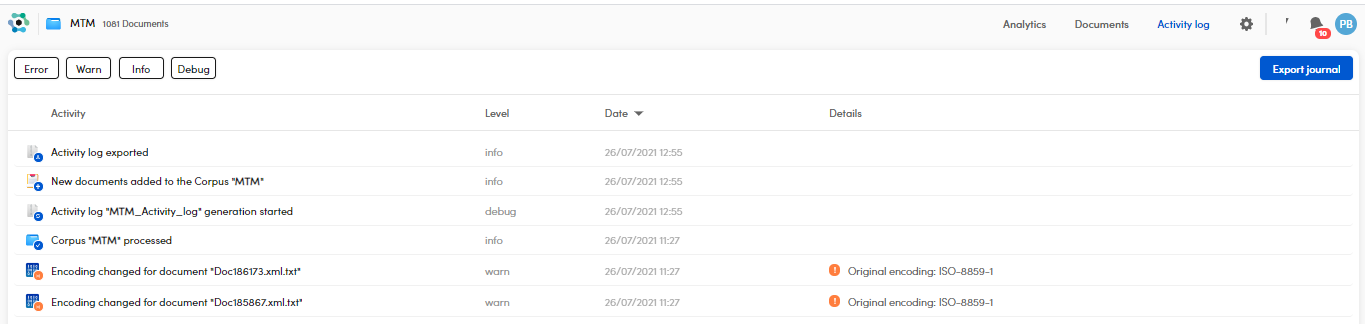 MTM 1081 Documents Analytics Documents Activity log 10 PB
Error Warn Info Debug Export journal
Activity Level Date Details
Activity log exported info 26/07/2021 12:55
New documents added to the Corpus "MTM" info 26/07/2021 12:55
Activity log "MTM_Activity_log" generation started debug 26/07/2021 12:55
Corpus "MTM" processed info 26/07/2021 11:27
Encoding changed for document "Doc186173.xml.txt" warn 26/07/2021 11:27 Original encoding: ISO-8859-1
Encoding changed for document "Doc185867.xml.txt" warn 26/07/2021 11:27 Original encoding: ISO-8859-1